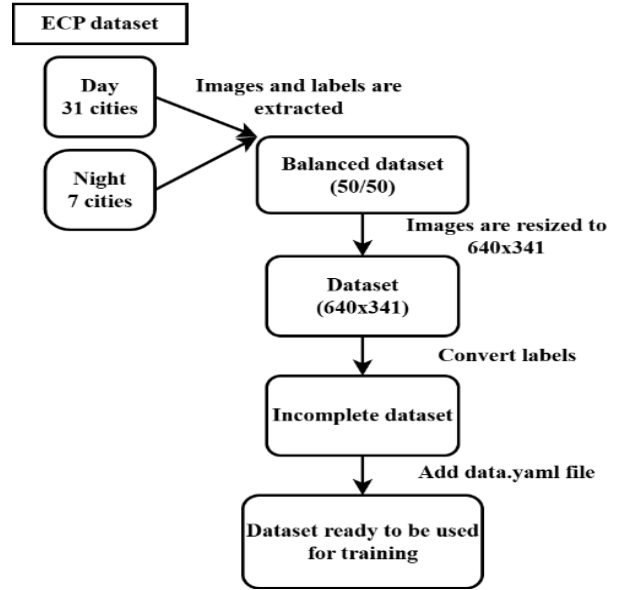 ECP dataset
Day
31 cities
Images and labels are
extracted
Night
7 cities
Balanced dataset
(50/50)
Images are resized to
640x341
Dataset
(640x341)
Convert labels
Incomplete dataset
Add data.yaml file
Dataset ready to be used
for training